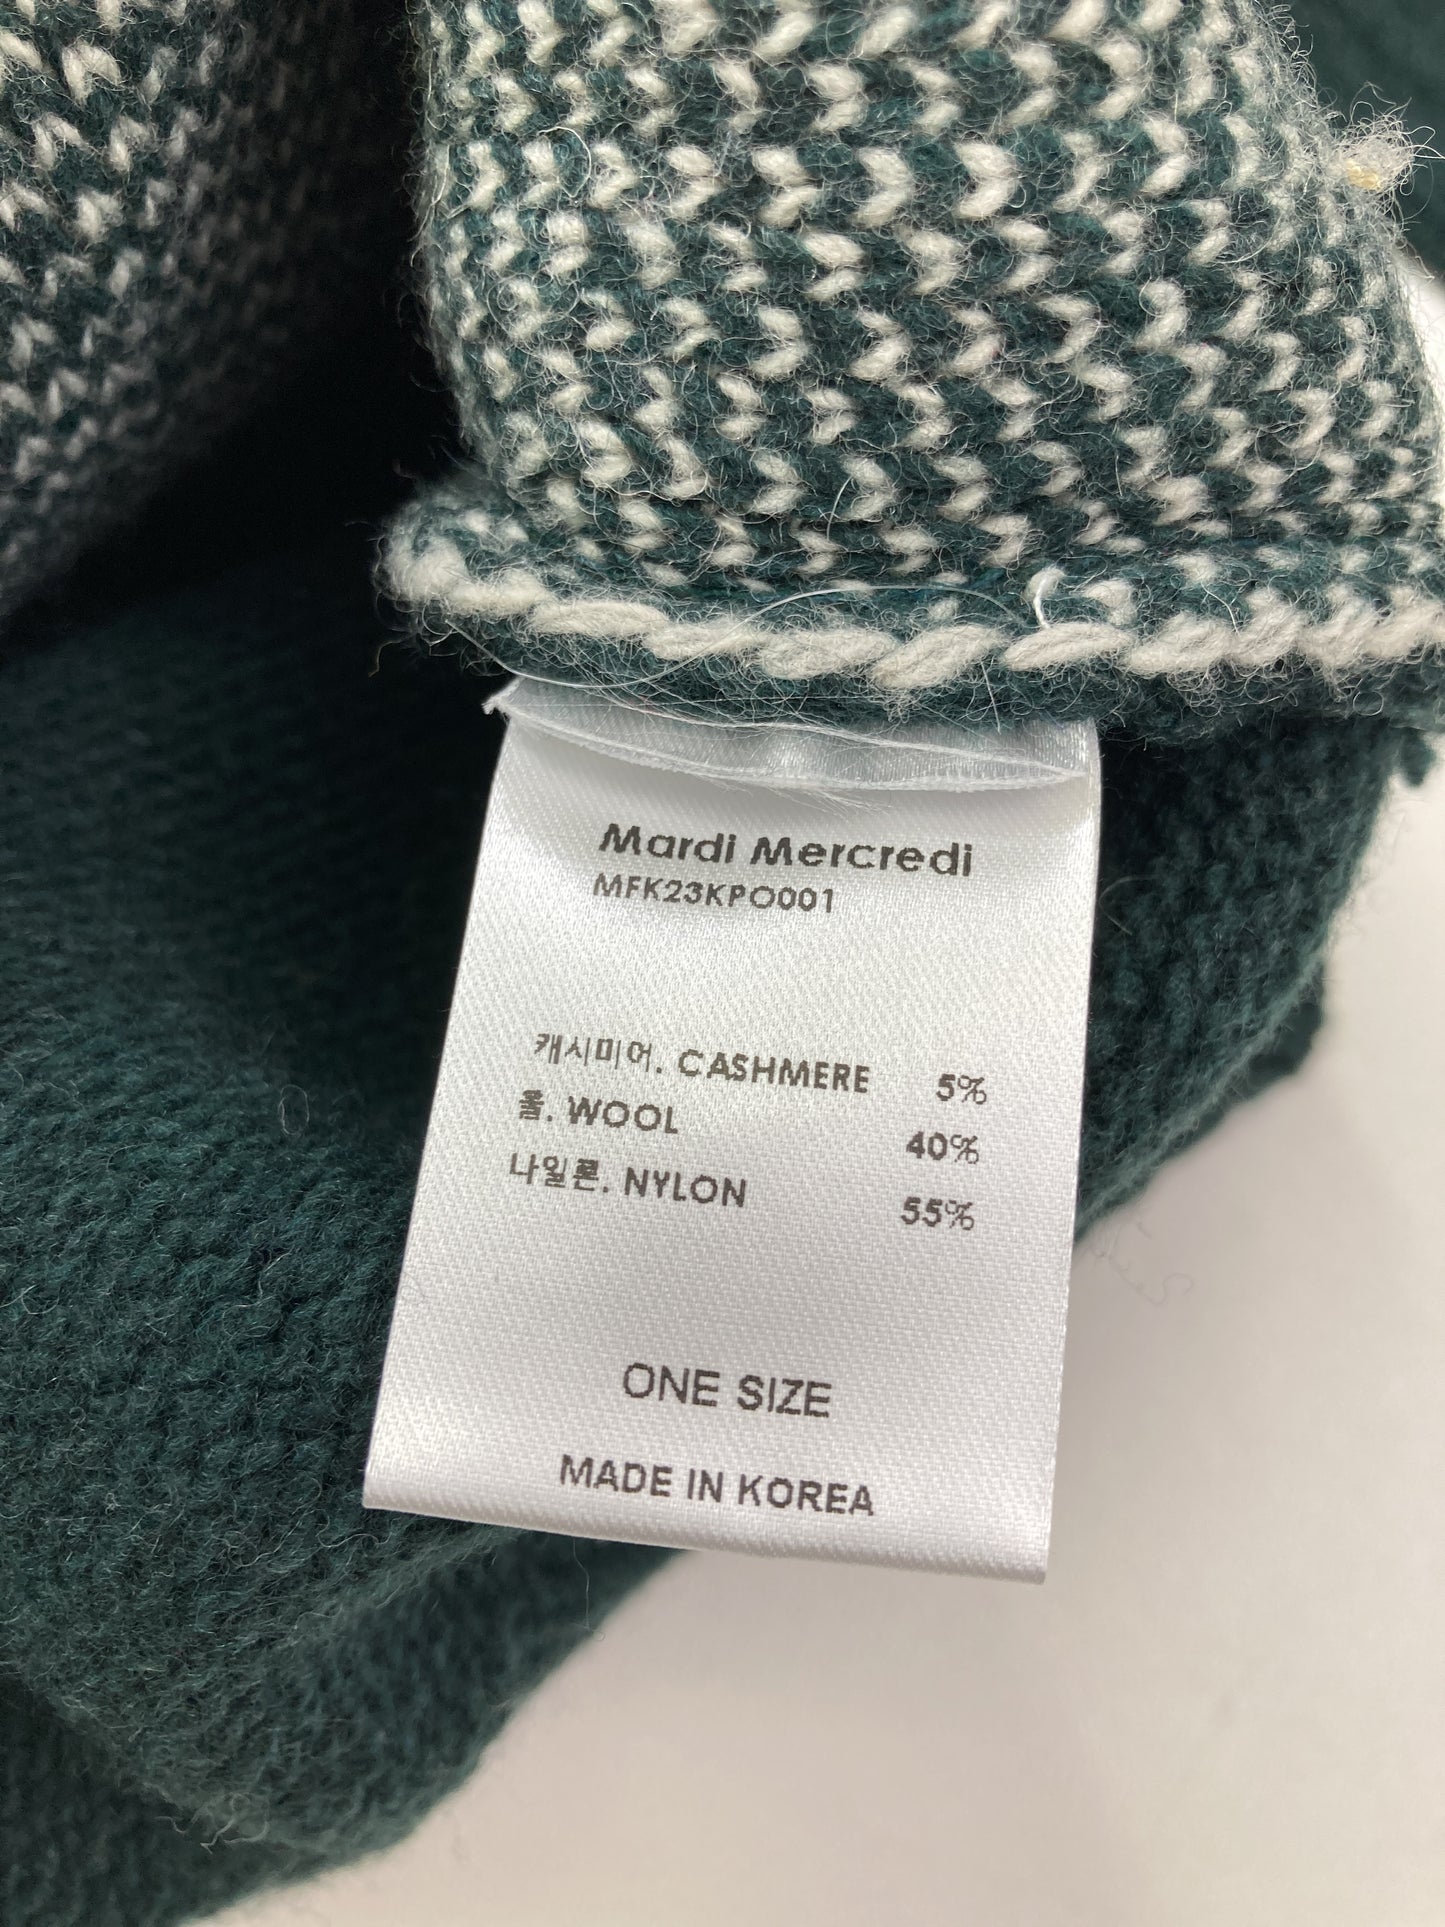 Mardi Mercredi
MFK23KPO001
캐시미어. CASHMERE 5%
울. WOOL 40%
나일론. NYLON 55%
ONE SIZE
MADE IN KOREA